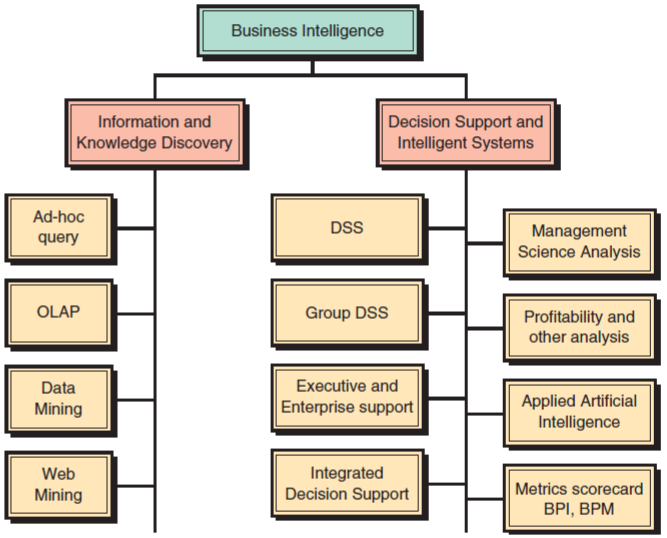 Business Intelligence
Information and
Knowledge Discovery
Decision Support and
Intelligent Systems
Ad-hoc
query
OLAP
Data
Mining
Web
Mining
DSS
Group DSS
Executive and
Enterprise support
Integrated
Decision Support
Management
Science Analysis
Profitability and
other analysis
Applied Artificial
Intelligence
Metrics scorecard
BPI, BPM